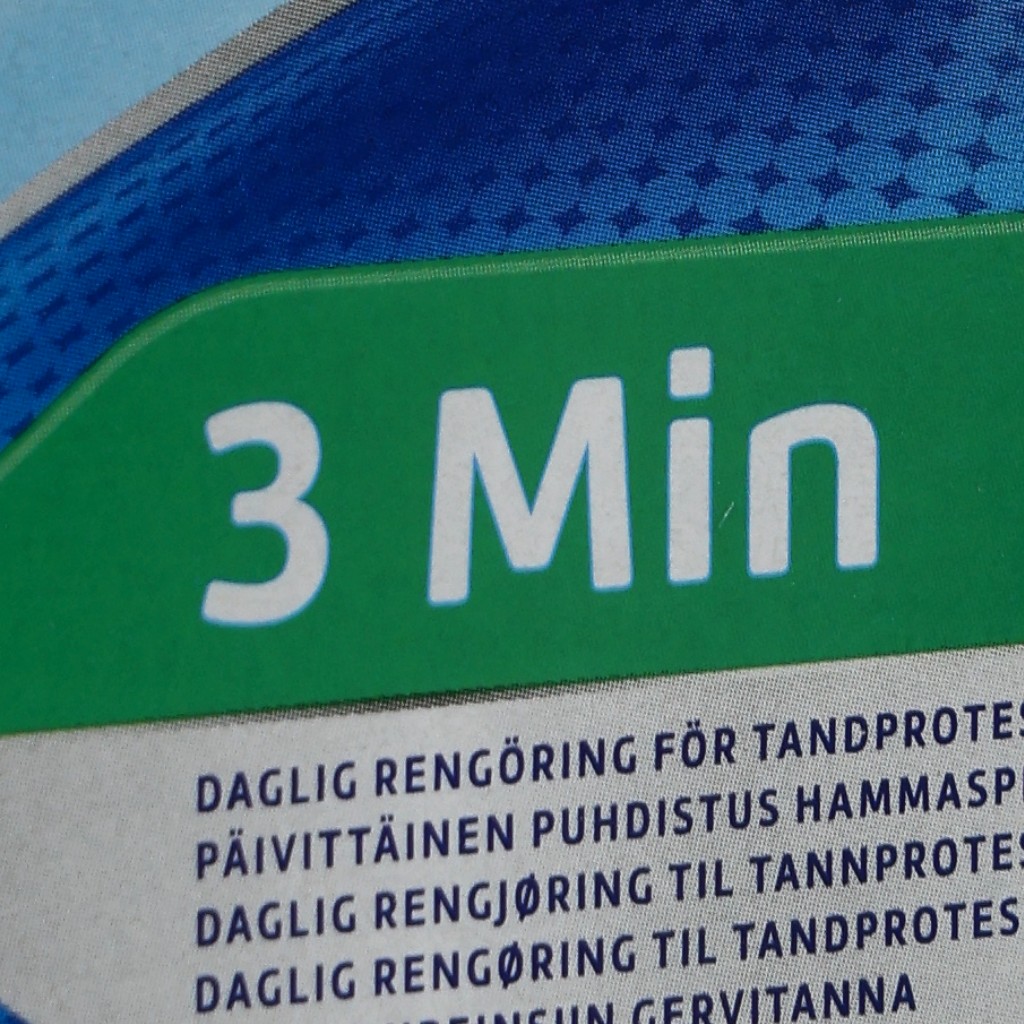 3 Min
DAGLIG RENGÖRING FÖR TANDPROTES
PÄIVITTÄINEN PUHDISTUS
DAGLIG RENGJØRING TIL TANNPROTES
DAGLIG RENGØRING TIL TANDPROTES
GERVITANNA